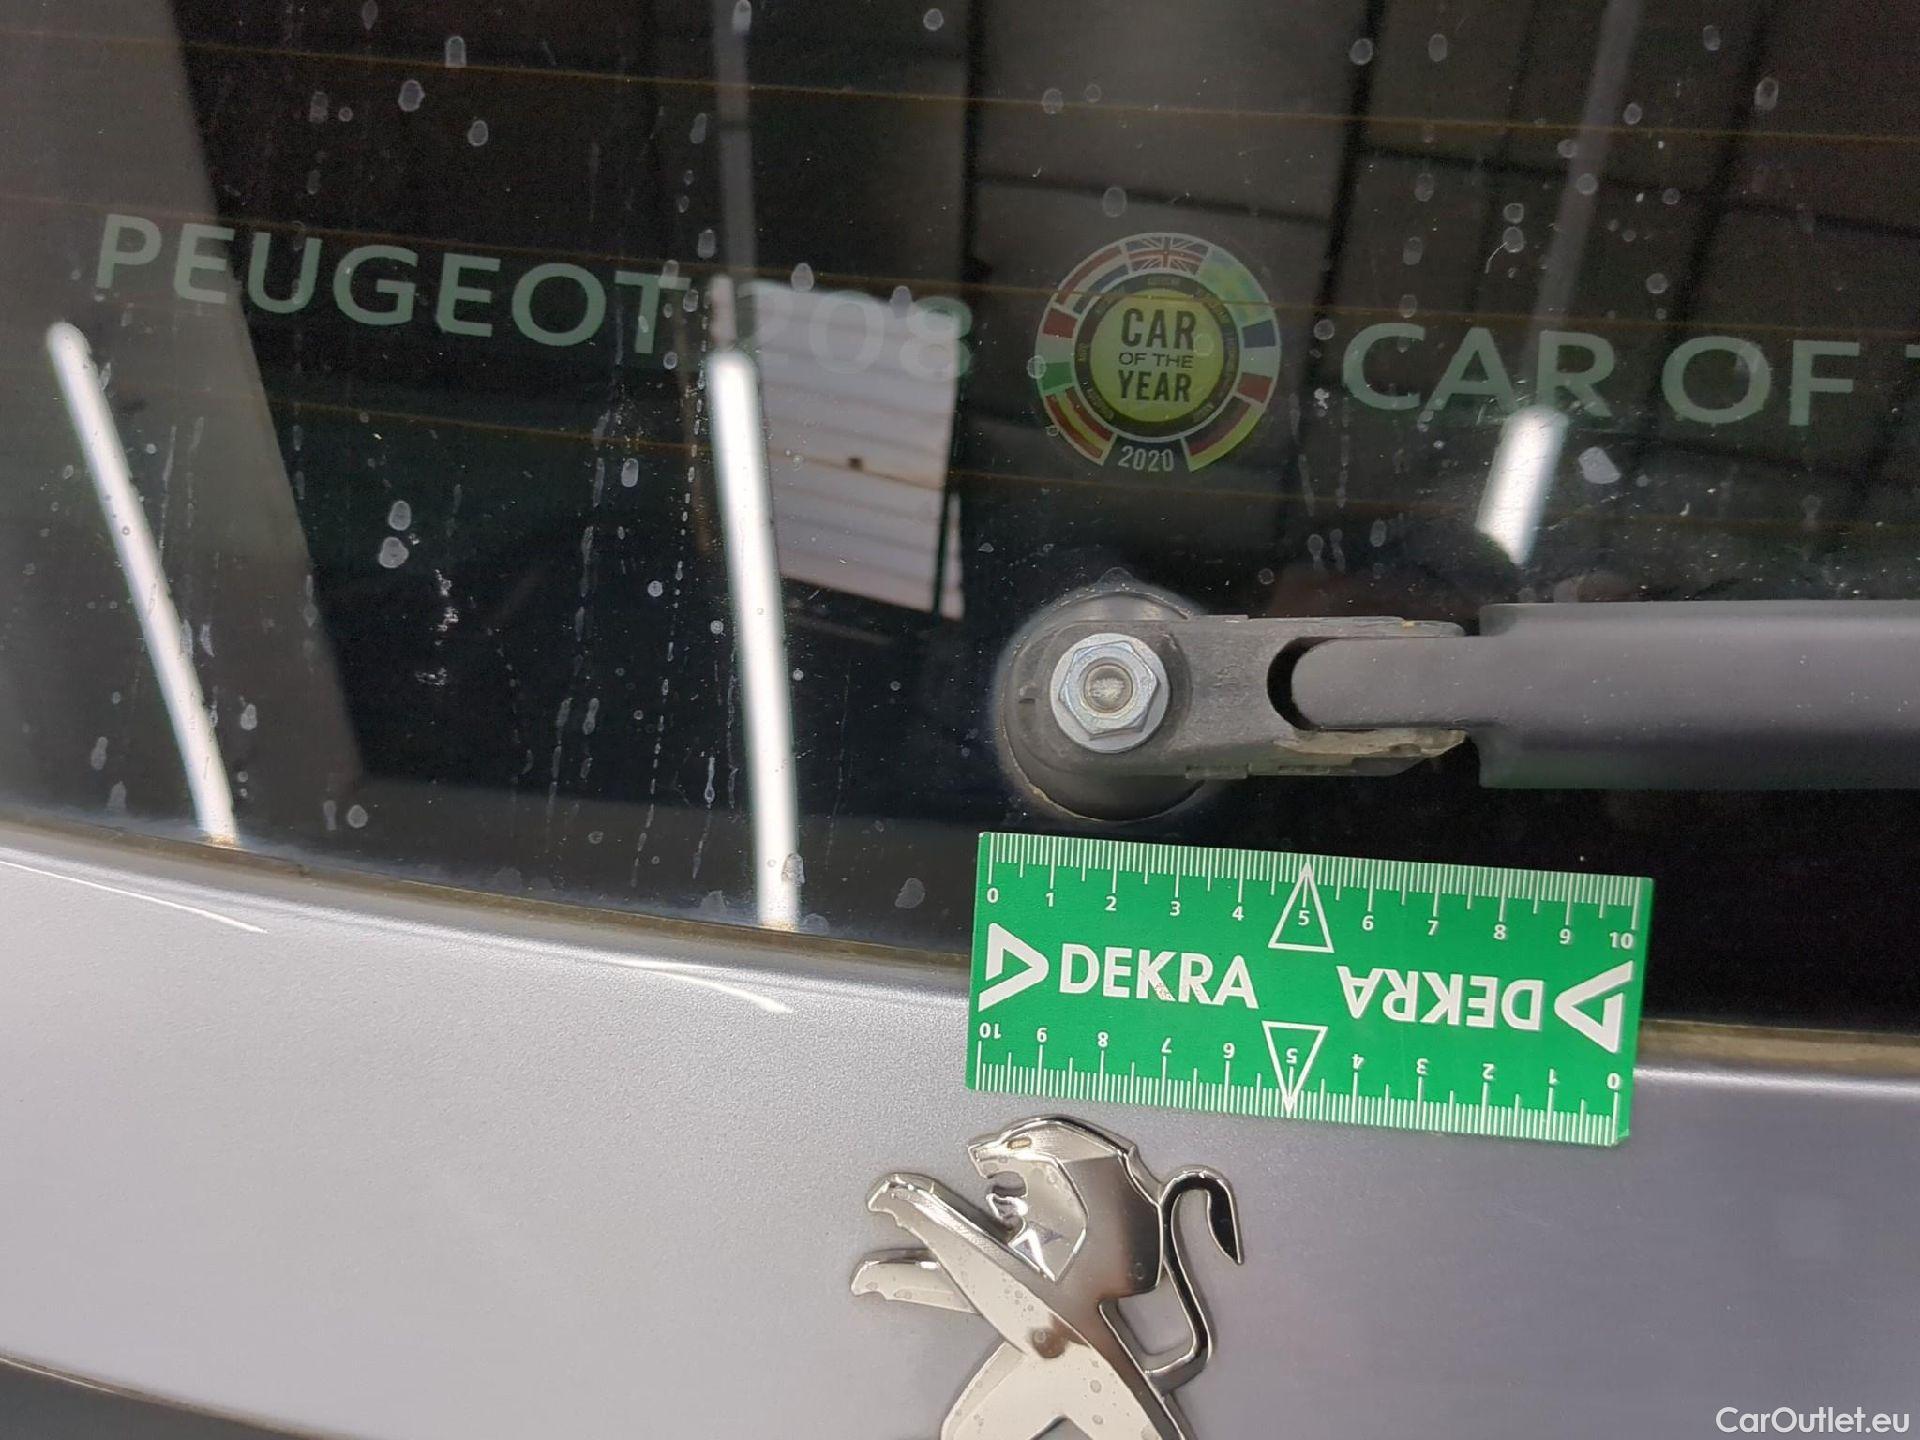 PEUGEOT 208
CAR OF
CAR
OF THE
YEAR
2020
0 1 2 3 4 5 6 7 8 9 10
DEKRA
DEKRA
10 9 8 7 6 5 4 3 2 1 0
CarOutlet.eu